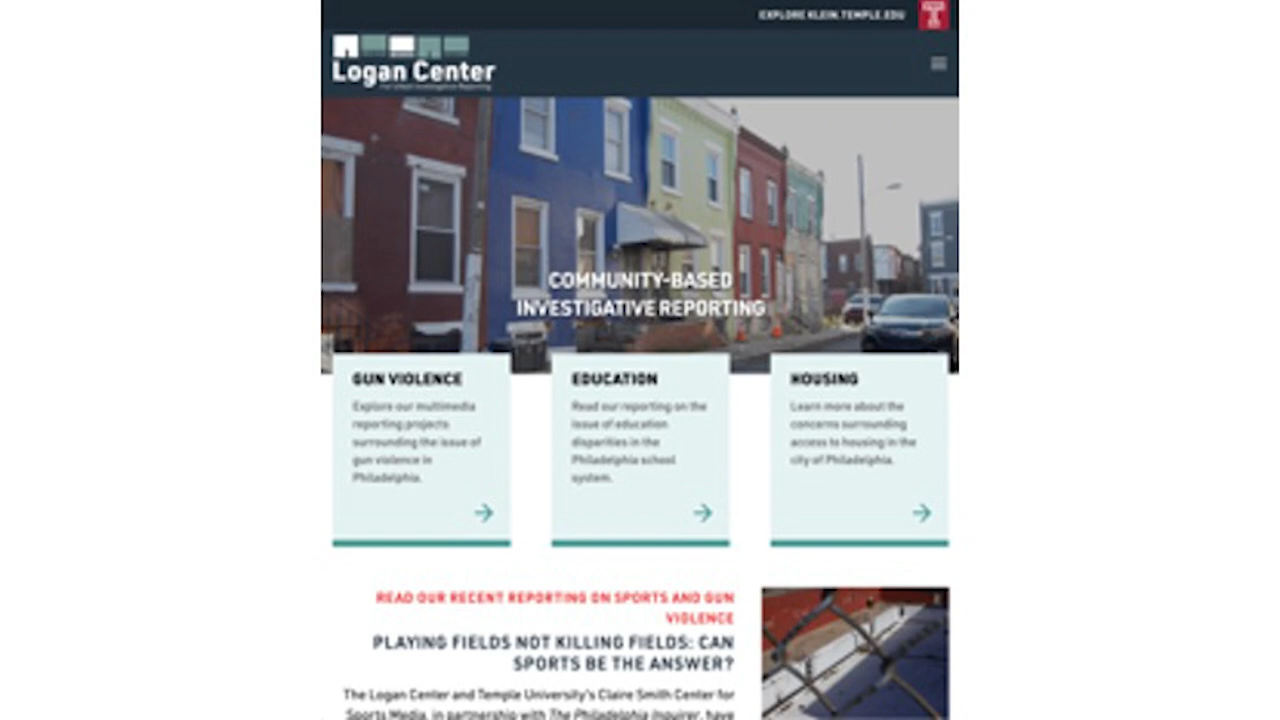 EXPLORE KLEIN.TEMPLE.EDU
T
Logan Center
for Urban Investigative Reporting
COMMUNITY-BASED
INVESTIGATIVE REPORTING
GUN VIOLENCE
Explore our multimedia
reporting projects
surrounding the issue of
gun violence in
Philadelphia.
EDUCATION
Read our reporting on the
issue of education
disparities in the
Philadelphia school
system.
HOUSING
Learn more about the
concerns surrounding
access to housing in the
city of Philadelphia.
READ OUR RECENT REPORTING ON SPORTS AND GUN
VIOLENCE
PLAYING FIELDS NOT KILLING FIELDS: CAN
SPORTS BE THE ANSWER?
The Logan Center and Temple University's Claire Smith Center for
Sports Media, in partnership with The Philadelphia Inquirer, have